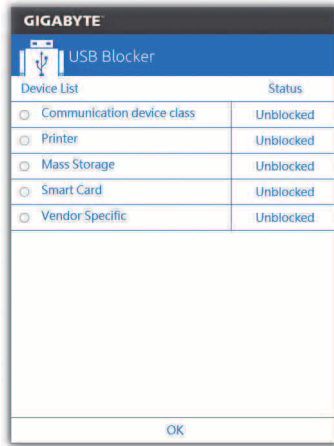 GIGABYTE™
USB Blocker
Device List Status
Communication device class Unblocked
Printer Unblocked
Mass Storage Unblocked
Smart Card Unblocked
Vendor Specific Unblocked
OK